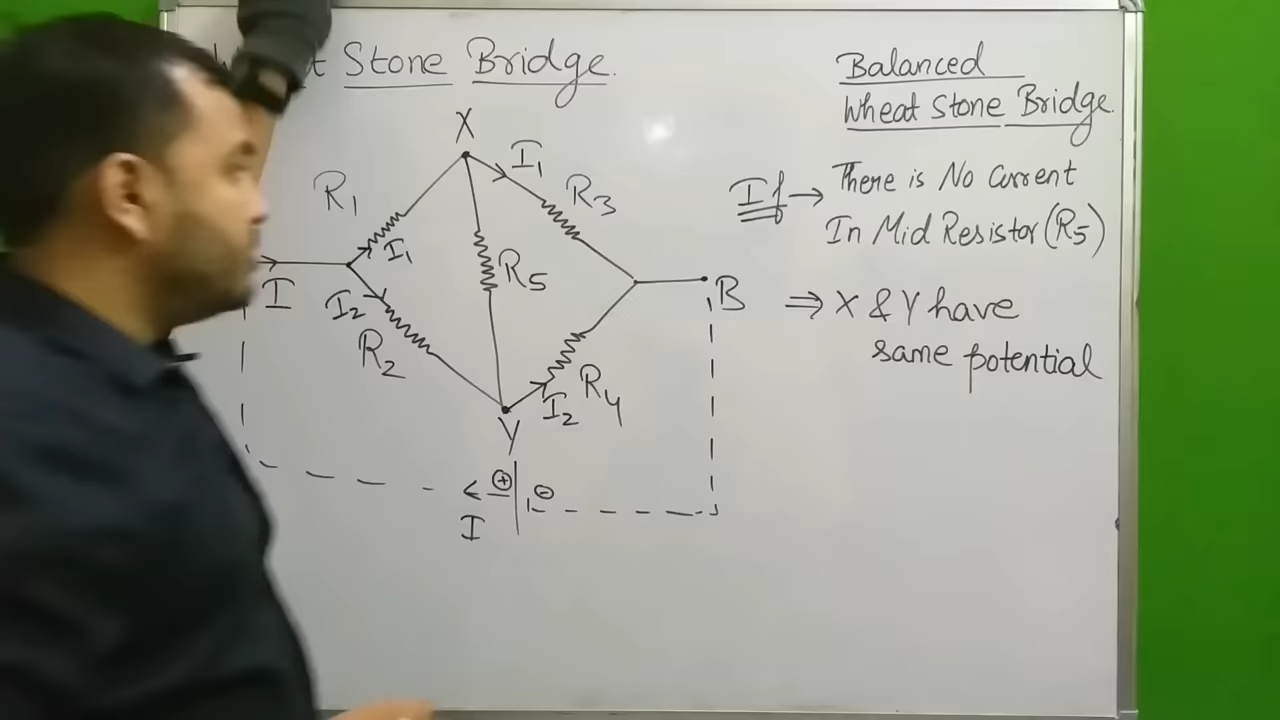 Stone Bridge.
X
I1
R1
R3
I1
R5
I
I2
B
R2
R4
I2
Y
+
-
I
Balanced
Wheat Stone Bridge.
If → There is No Current
In Mid Resistor (R5)
⇒ X & Y have
same potential